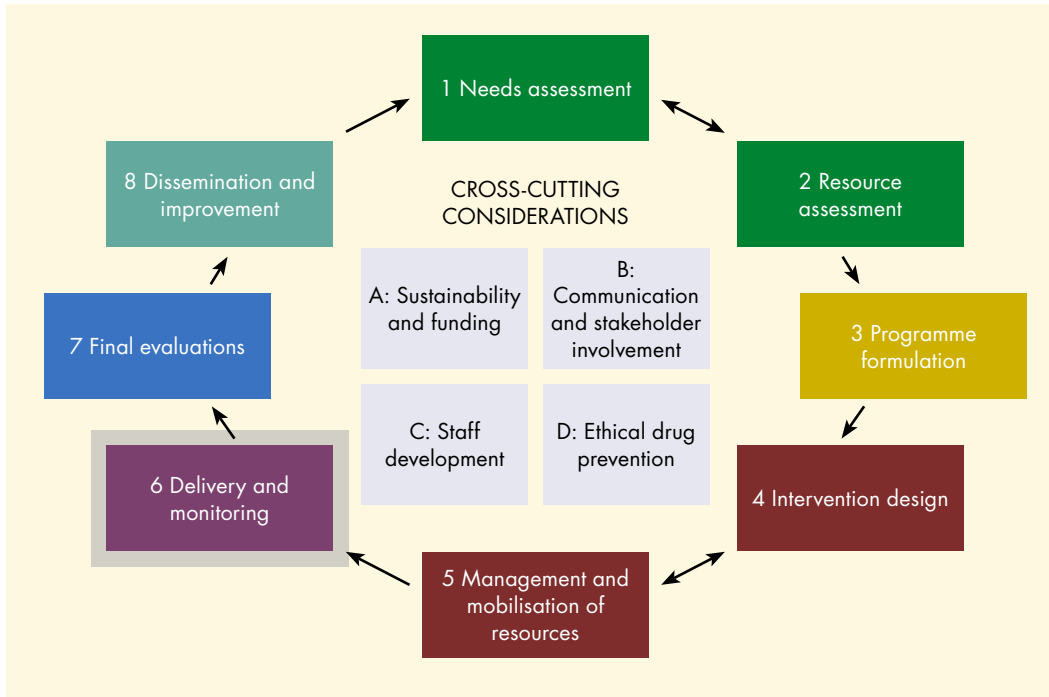 1 Needs assessment
2 Resource
assessment
3 Programme
formulation
4 Intervention design
5 Management and
mobilisation of
resources
6 Delivery and
monitoring
7 Final evaluations
8 Dissemination and
improvement
CROSS-CUTTING
CONSIDERATIONS
A: Sustainability
and funding
B:
Communication
and stakeholder
involvement
C: Staff
development
D: Ethical drug
prevention